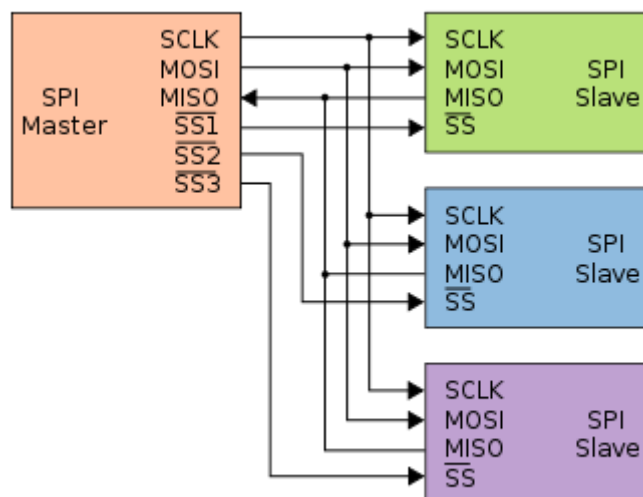 SCLK
MOSI
MISO
SS1
SS2
SS3
SPI
Master
SCLK
MOSI
MISO
SS
SPI
Slave
SCLK
MOSI
MISO
SS
SPI
Slave
SCLK
MOSI
MISO
SS
SPI
Slave